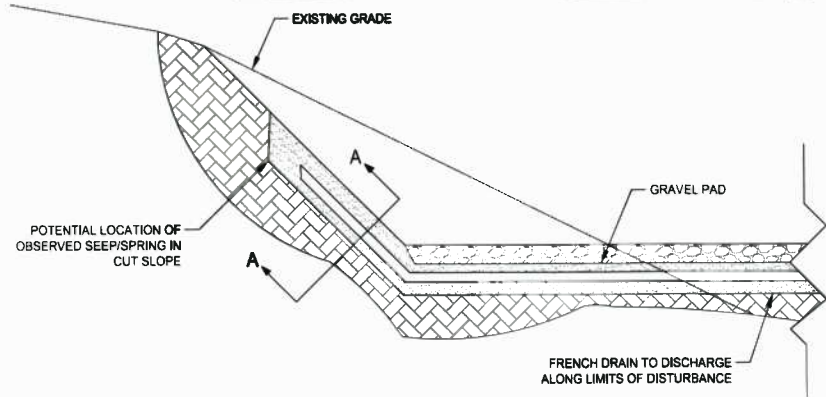 EXISTING GRADE
A
GRAVEL PAD
POTENTIAL LOCATION OF
OBSERVED SEEP/SPRING IN
CUT SLOPE
A
FRENCH DRAIN TO DISCHARGE
ALONG LIMITS OF DISTURBANCE